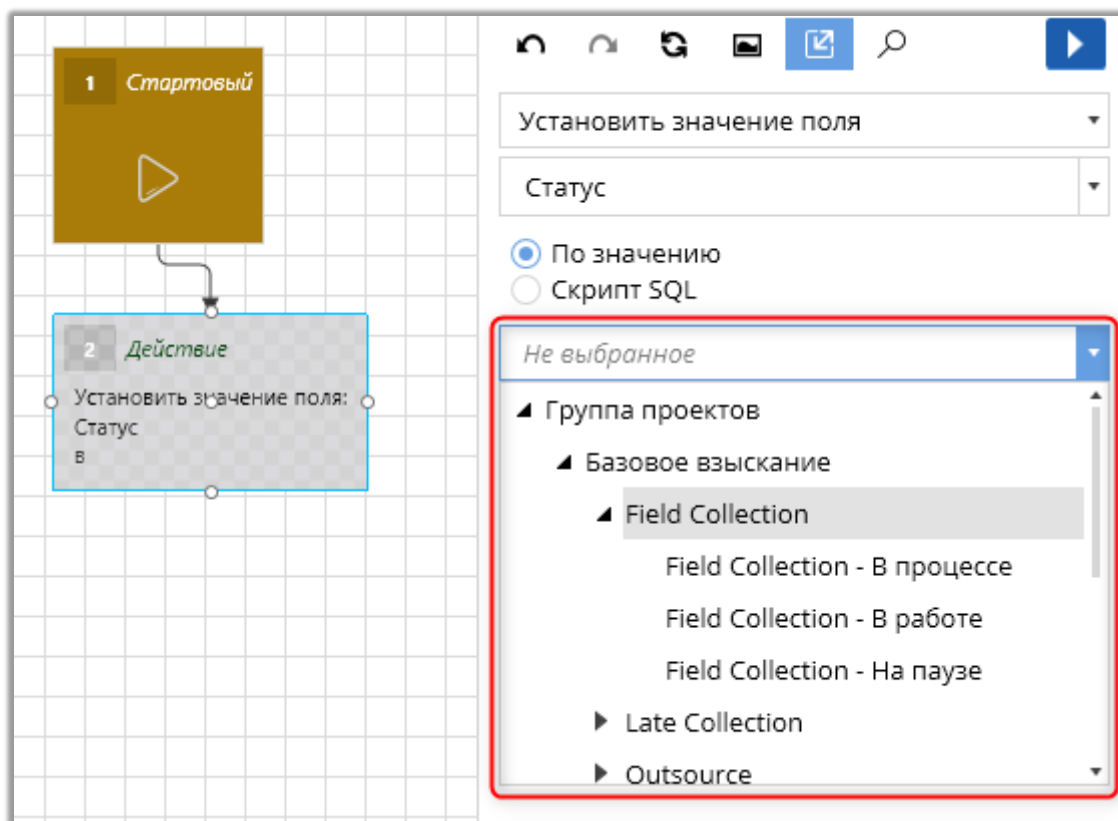 1 Стартовый
2 Действие
Установить значение поля:
Статус
в
Установить значение поля
Статус
По значению
Скрипт SQL
Не выбранное
Группа проектов
Базовое взыскание
Field Collection
Field Collection - В процессе
Field Collection - В работе
Field Collection - На паузе
Late Collection
Outsource